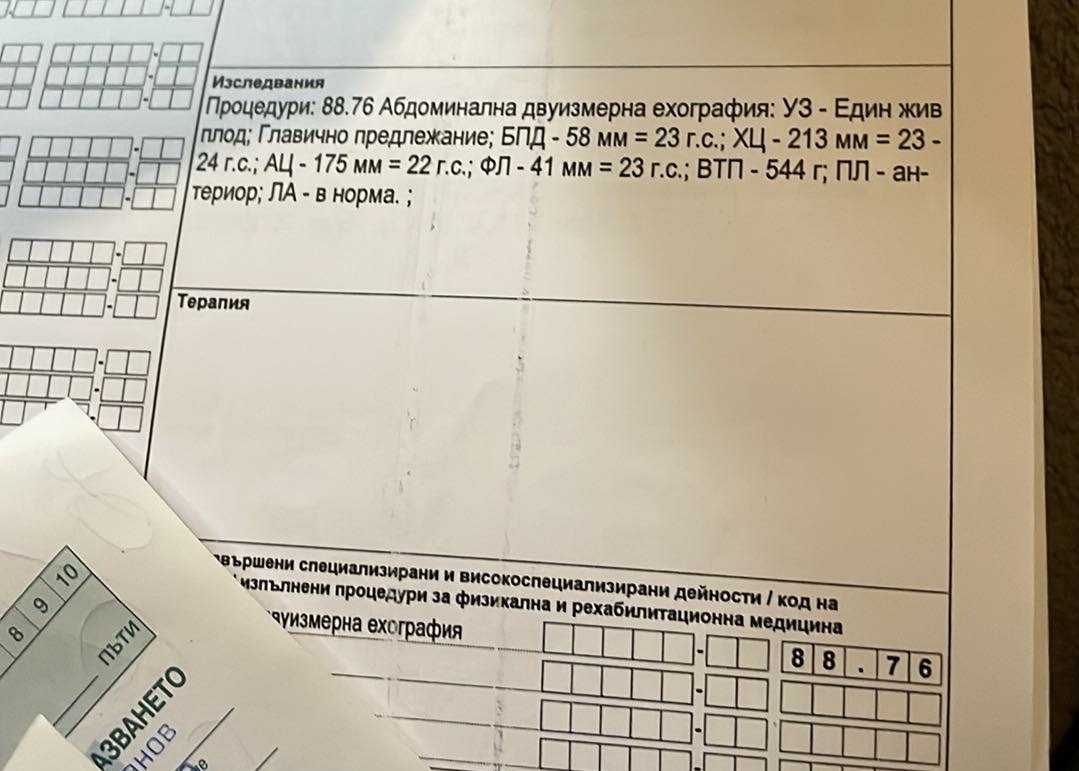 Изследвания
Процедури: 88.76 Абдоминална двуизмерна ехография: УЗ - Един жив
плод; Главично предлежание; БПД - 58 мм = 23 г.с.; ХЦ - 213 мм = 23 -
24 г.с.; АЦ - 175 мм = 22 г.с.; ФЛ - 41 мм = 23 г.с.; ВТП - 544 г; ПЛ - ан-
териор; ЛА - в норма. ;
Терапия
звършени специализирани и високоспециализирани дейности / код на
изпълнени процедури за физикална и рехабилитационна медицина
двуизмерна ехография
88.76
8 9 10
ПЪТИ
АЗВАНЕТО
НОВ